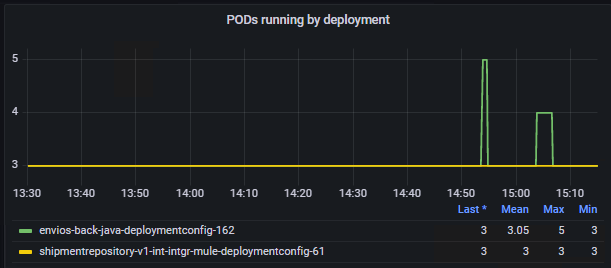 PODs running by deployment
5
4
3
13:30 13:40 13:50 14:00 14:10 14:20 14:30 14:40 14:50 15:00 15:10
Last * Mean Max Min
envios-back-java-deploymentconfig-162 3 3.05 5 3
shipmentrepository-v1-int-intgr-mule-deploymentconfig-61 3 3 3 3